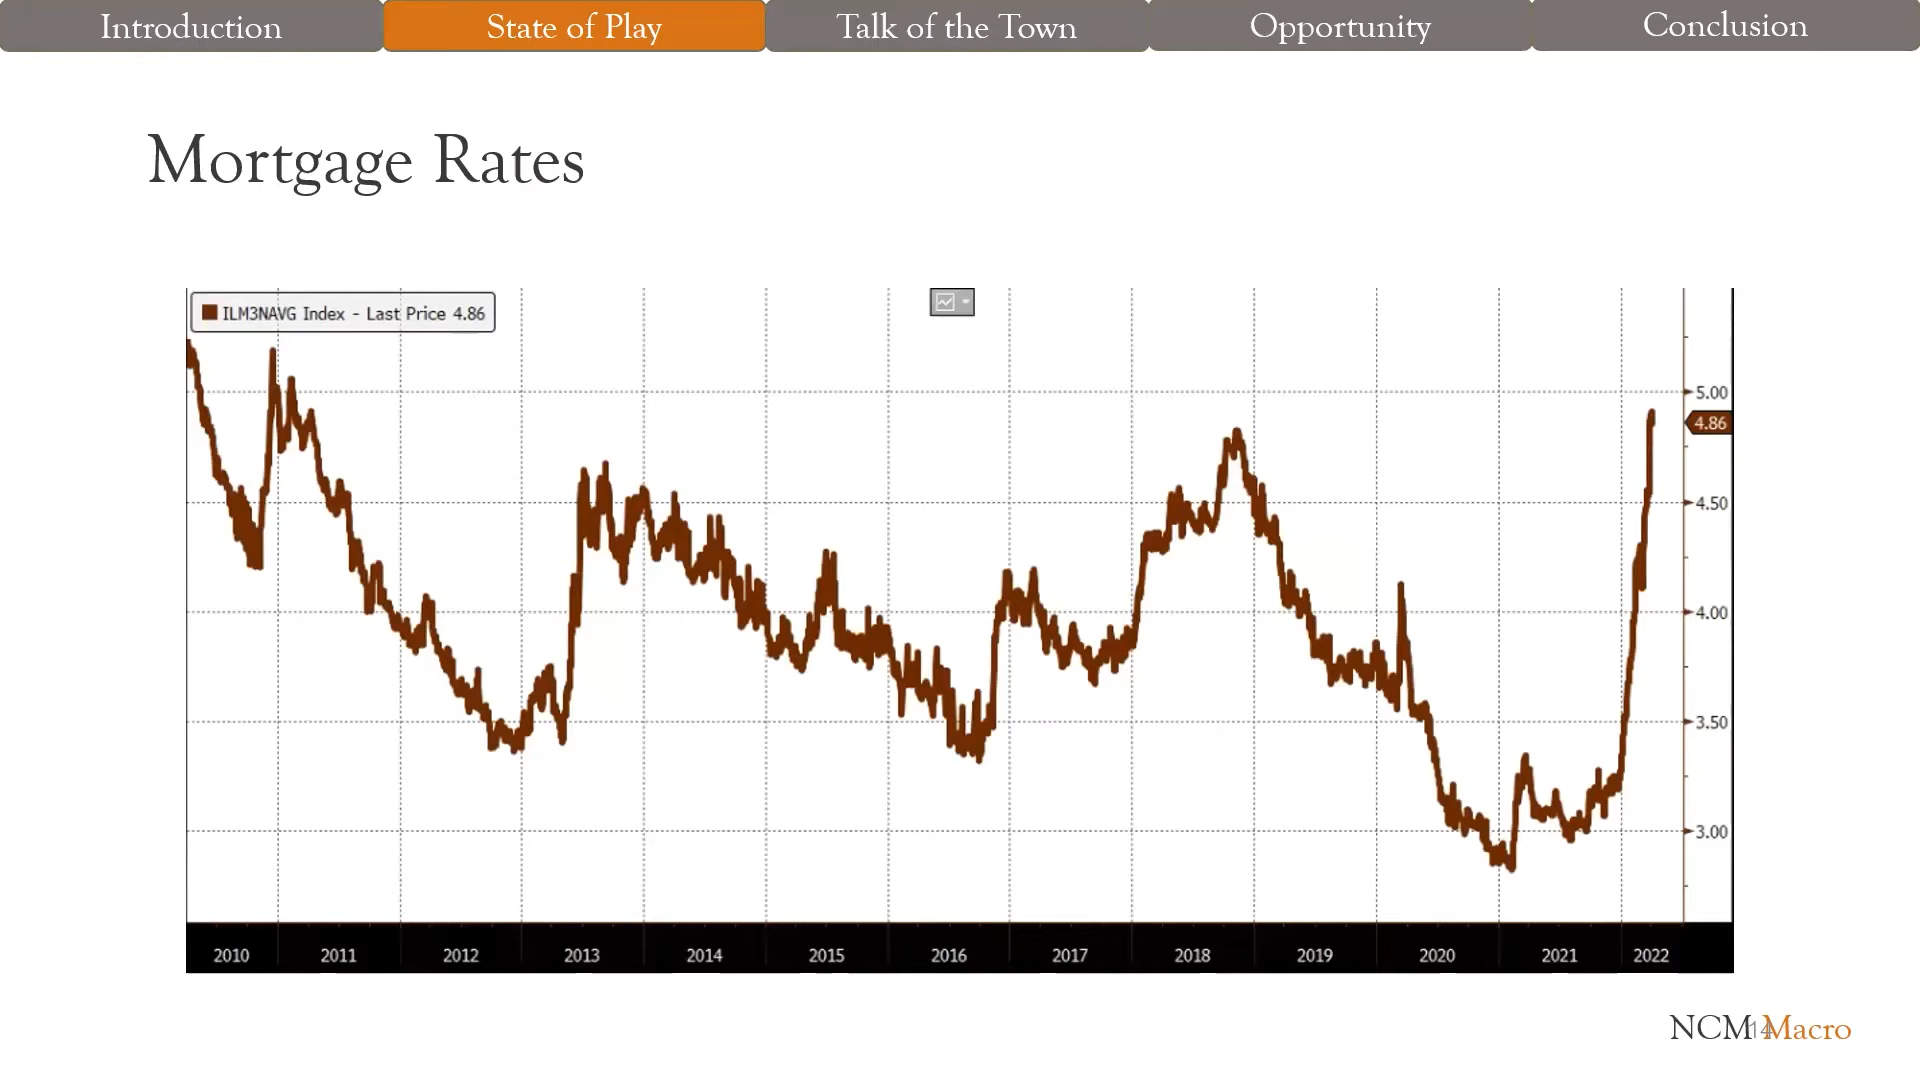 Introduction State of Play Talk of the Town Opportunity Conclusion
Mortgage Rates
ILM3NAVG Index - Last Price 4.86
5.00
4.86
4.50
4.00
3.50
3.00
2010 2011 2012 2013 2014 2015 2016 2017 2018 2019 2020 2021 2022
NCM Macro
14